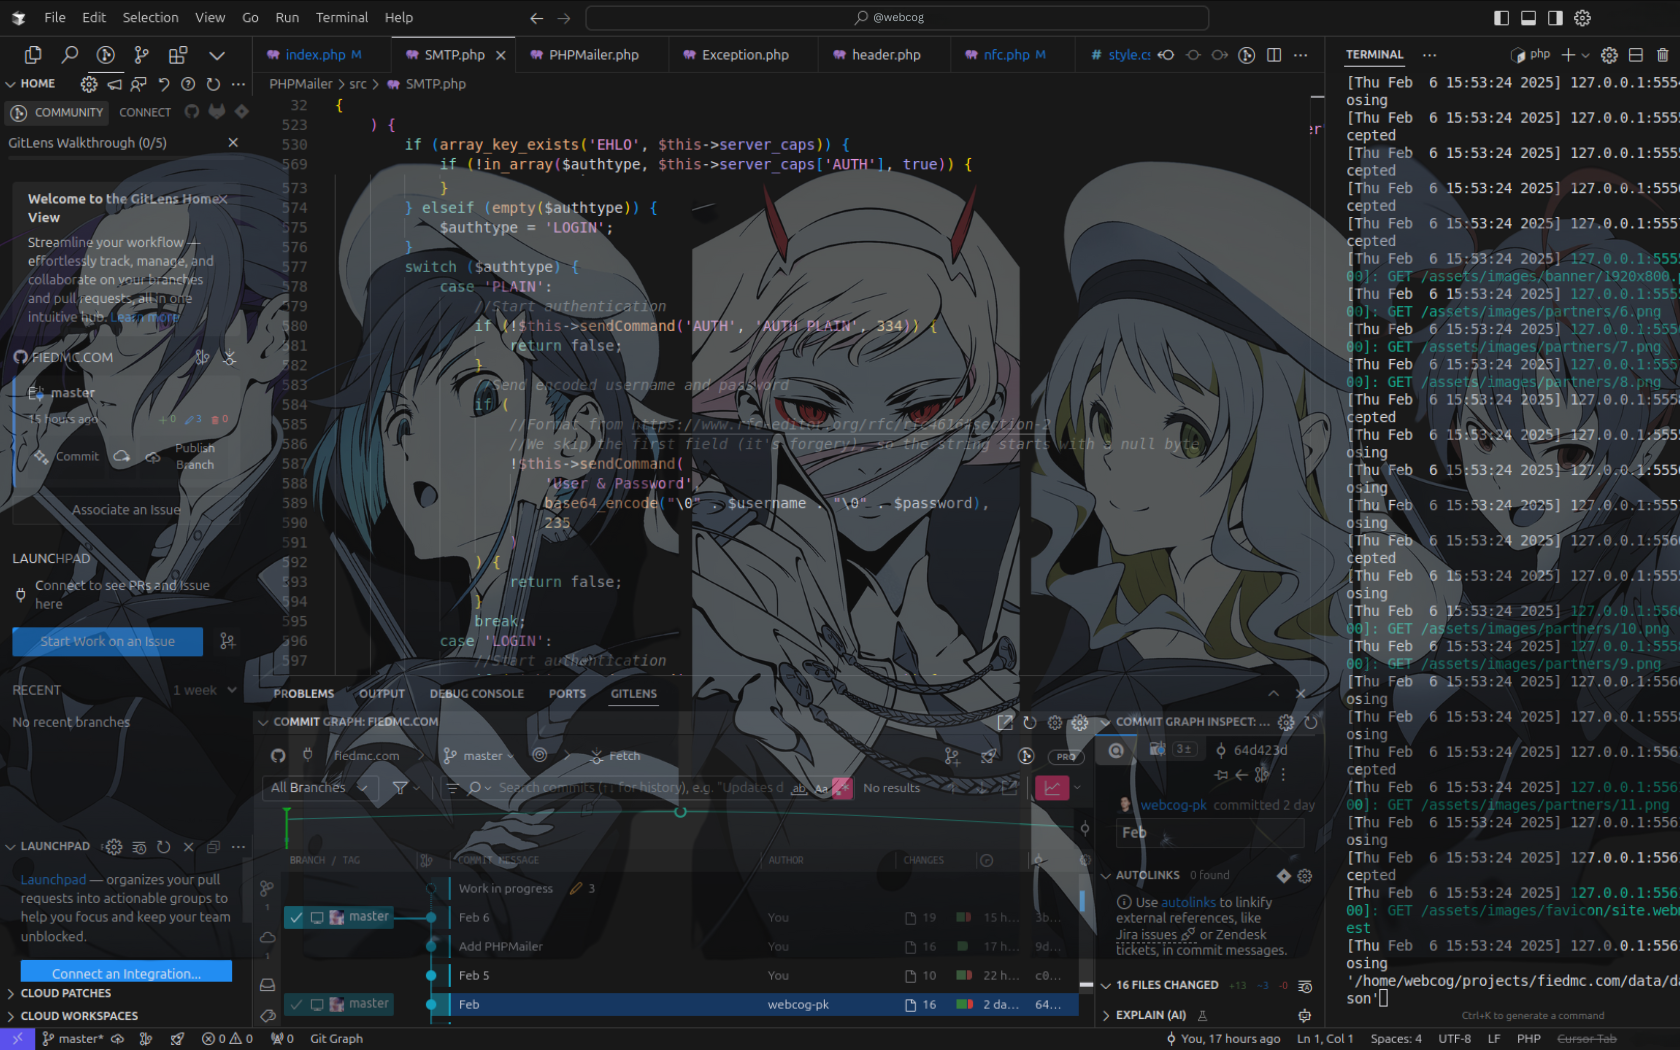 File Edit Selection View Go Run Terminal Help
@webcog
index.php M SMTP.php PHPMailer.php Exception.php header.php nfc.php M # style.cs
PHPMailer > src > SMTP.php
HOME
COMMUNITY CONNECT
GitLens Walkthrough (0/5)
Welcome to the GitLens Home View
Streamline your workflow —
effortlessly track, manage, and
collaborate on your branches
and pull requests, all in one
intuitive hub. Learn more
FIEDMC.COM
master
15 hours ago +0 3 0
Commit
Publish
Branch
Associate an Issue
LAUNCHPAD
Connect to see PRs and Issue
here
Start Work on an Issue
RECENT 1 week
No recent branches
LAUNCHPAD
Launchpad — organizes your pull
requests into actionable groups to
help you focus and keep your team
unblocked.
Connect an Integration...
CLOUD PATCHES
CLOUD WORKSPACES
32 {
523 ) {
530 if (array_key_exists('EHLO', $this->server_caps)) {
569 if (!in_array($authtype, $this->server_caps['AUTH'], true)) {
573 }
574 } elseif (empty($authtype)) {
575 $authtype = 'LOGIN';
576 }
577 switch ($authtype) {
578 case 'PLAIN':
579 //Start authentication
580 if (!$this->sendCommand('AUTH', 'AUTH PLAIN', 334)) {
581 return false;
582 }
583 //Send encoded username and password
584 if (
585 //Format from https://www.rfc-editor.org/rfc/rfc4616#section-2
586 //We skip the first field (it's forgery), so the string starts with a null byte
587 !$this->sendCommand(
588 'User & Password',
589 base64_encode("\0" . $username . "\0" . $password),
590 235
591 )
592 ) {
593 return false;
594 }
595 break;
596 case 'LOGIN':
597 //Start authentication
PROBLEMS OUTPUT DEBUG CONSOLE PORTS GITLENS
COMMIT GRAPH: FIEDMC.COM
fiedmc.com > master > Fetch PRO
All Branches Search commits (↑↓ for history), e.g. "Updates d ab Aa No results
BRANCH / TAG COMMIT MESSAGE AUTHOR CHANGES
Work in progress 3
master Feb 6 You 19 15 h... 3b...
Add PHPMailer You 16 17 h... 9d...
Feb 5 You 10 22 h... c0...
master Feb webcog-pk 16 2 da... 64...
COMMIT GRAPH INSPECT: ...
3± 64d423d
webcog-pk committed 2 day
Feb
AUTOLINKS 0 found
Use autolinks to linkify
external references, like
Jira issues or Zendesk
tickets, in commit messages.
16 FILES CHANGED +13 ~3 -0
EXPLAIN (AI)
TERMINAL ... php
[Thu Feb 6 15:53:24 2025] 127.0.0.1:5554
osing
[Thu Feb 6 15:53:24 2025] 127.0.0.1:5555
cepted
[Thu Feb 6 15:53:24 2025] 127.0.0.1:555
cepted
[Thu Feb 6 15:53:24 2025] 127.0.0.1:5556
cepted
[Thu Feb 6 15:53:24 2025] 127.0.0.1:555
cepted
[Thu Feb 6 15:53:24 2025] 127.0.0.1:5555
00]: GET /assets/images/banner/1920x800.
[Thu Feb 6 15:53:24 2025] 127.0.0.1:555
00]: GET /assets/images/partners/6.png
[Thu Feb 6 15:53:24 2025] 127.0.0.1:555
00]: GET /assets/images/partners/7.png
[Thu Feb 6 15:53:24 2025] 127.0.0.1:555
00]: GET /assets/images/partners/8.png
[Thu Feb 6 15:53:24 2025] 127.0.0.1:555
cepted
[Thu Feb 6 15:53:24 2025] 127.0.0.1:555
osing
[Thu Feb 6 15:53:24 2025] 127.0.0.1:555
osing
[Thu Feb 6 15:53:24 2025] 127.0.0.1:555
osing
[Thu Feb 6 15:53:24 2025] 127.0.0.1:5560
cepted
[Thu Feb 6 15:53:24 2025] 127.0.0.1:555
osing
[Thu Feb 6 15:53:24 2025] 127.0.0.1:5560
00]: GET /assets/images/partners/10.png
[Thu Feb 6 15:53:24 2025] 127.0.0.1:555
00]: GET /assets/images/partners/9.png
[Thu Feb 6 15:53:24 2025] 127.0.0.1:5560
osing
[Thu Feb 6 15:53:24 2025] 127.0.0.1:555
osing
[Thu Feb 6 15:53:24 2025] 127.0.0.1:556
cepted
[Thu Feb 6 15:53:24 2025] 127.0.0.1:556
00]: GET /assets/images/partners/11.png
[Thu Feb 6 15:53:24 2025] 127.0.0.1:556
osing
[Thu Feb 6 15:53:24 2025] 127.0.0.1:556
cepted
[Thu Feb 6 15:53:24 2025] 127.0.0.1:556
00]: GET /assets/images/favicon/site.webm
est
[Thu Feb 6 15:53:24 2025] 127.0.0.1:556
osing
'/home/webcog/projects/fiedmc.com/data/da
son'
Ctrl+K to generate a command
master* 0 0 0 Git Graph You, 17 hours ago Ln 1, Col 1 Spaces: 4 UTF-8 LF PHP Cursor Tab